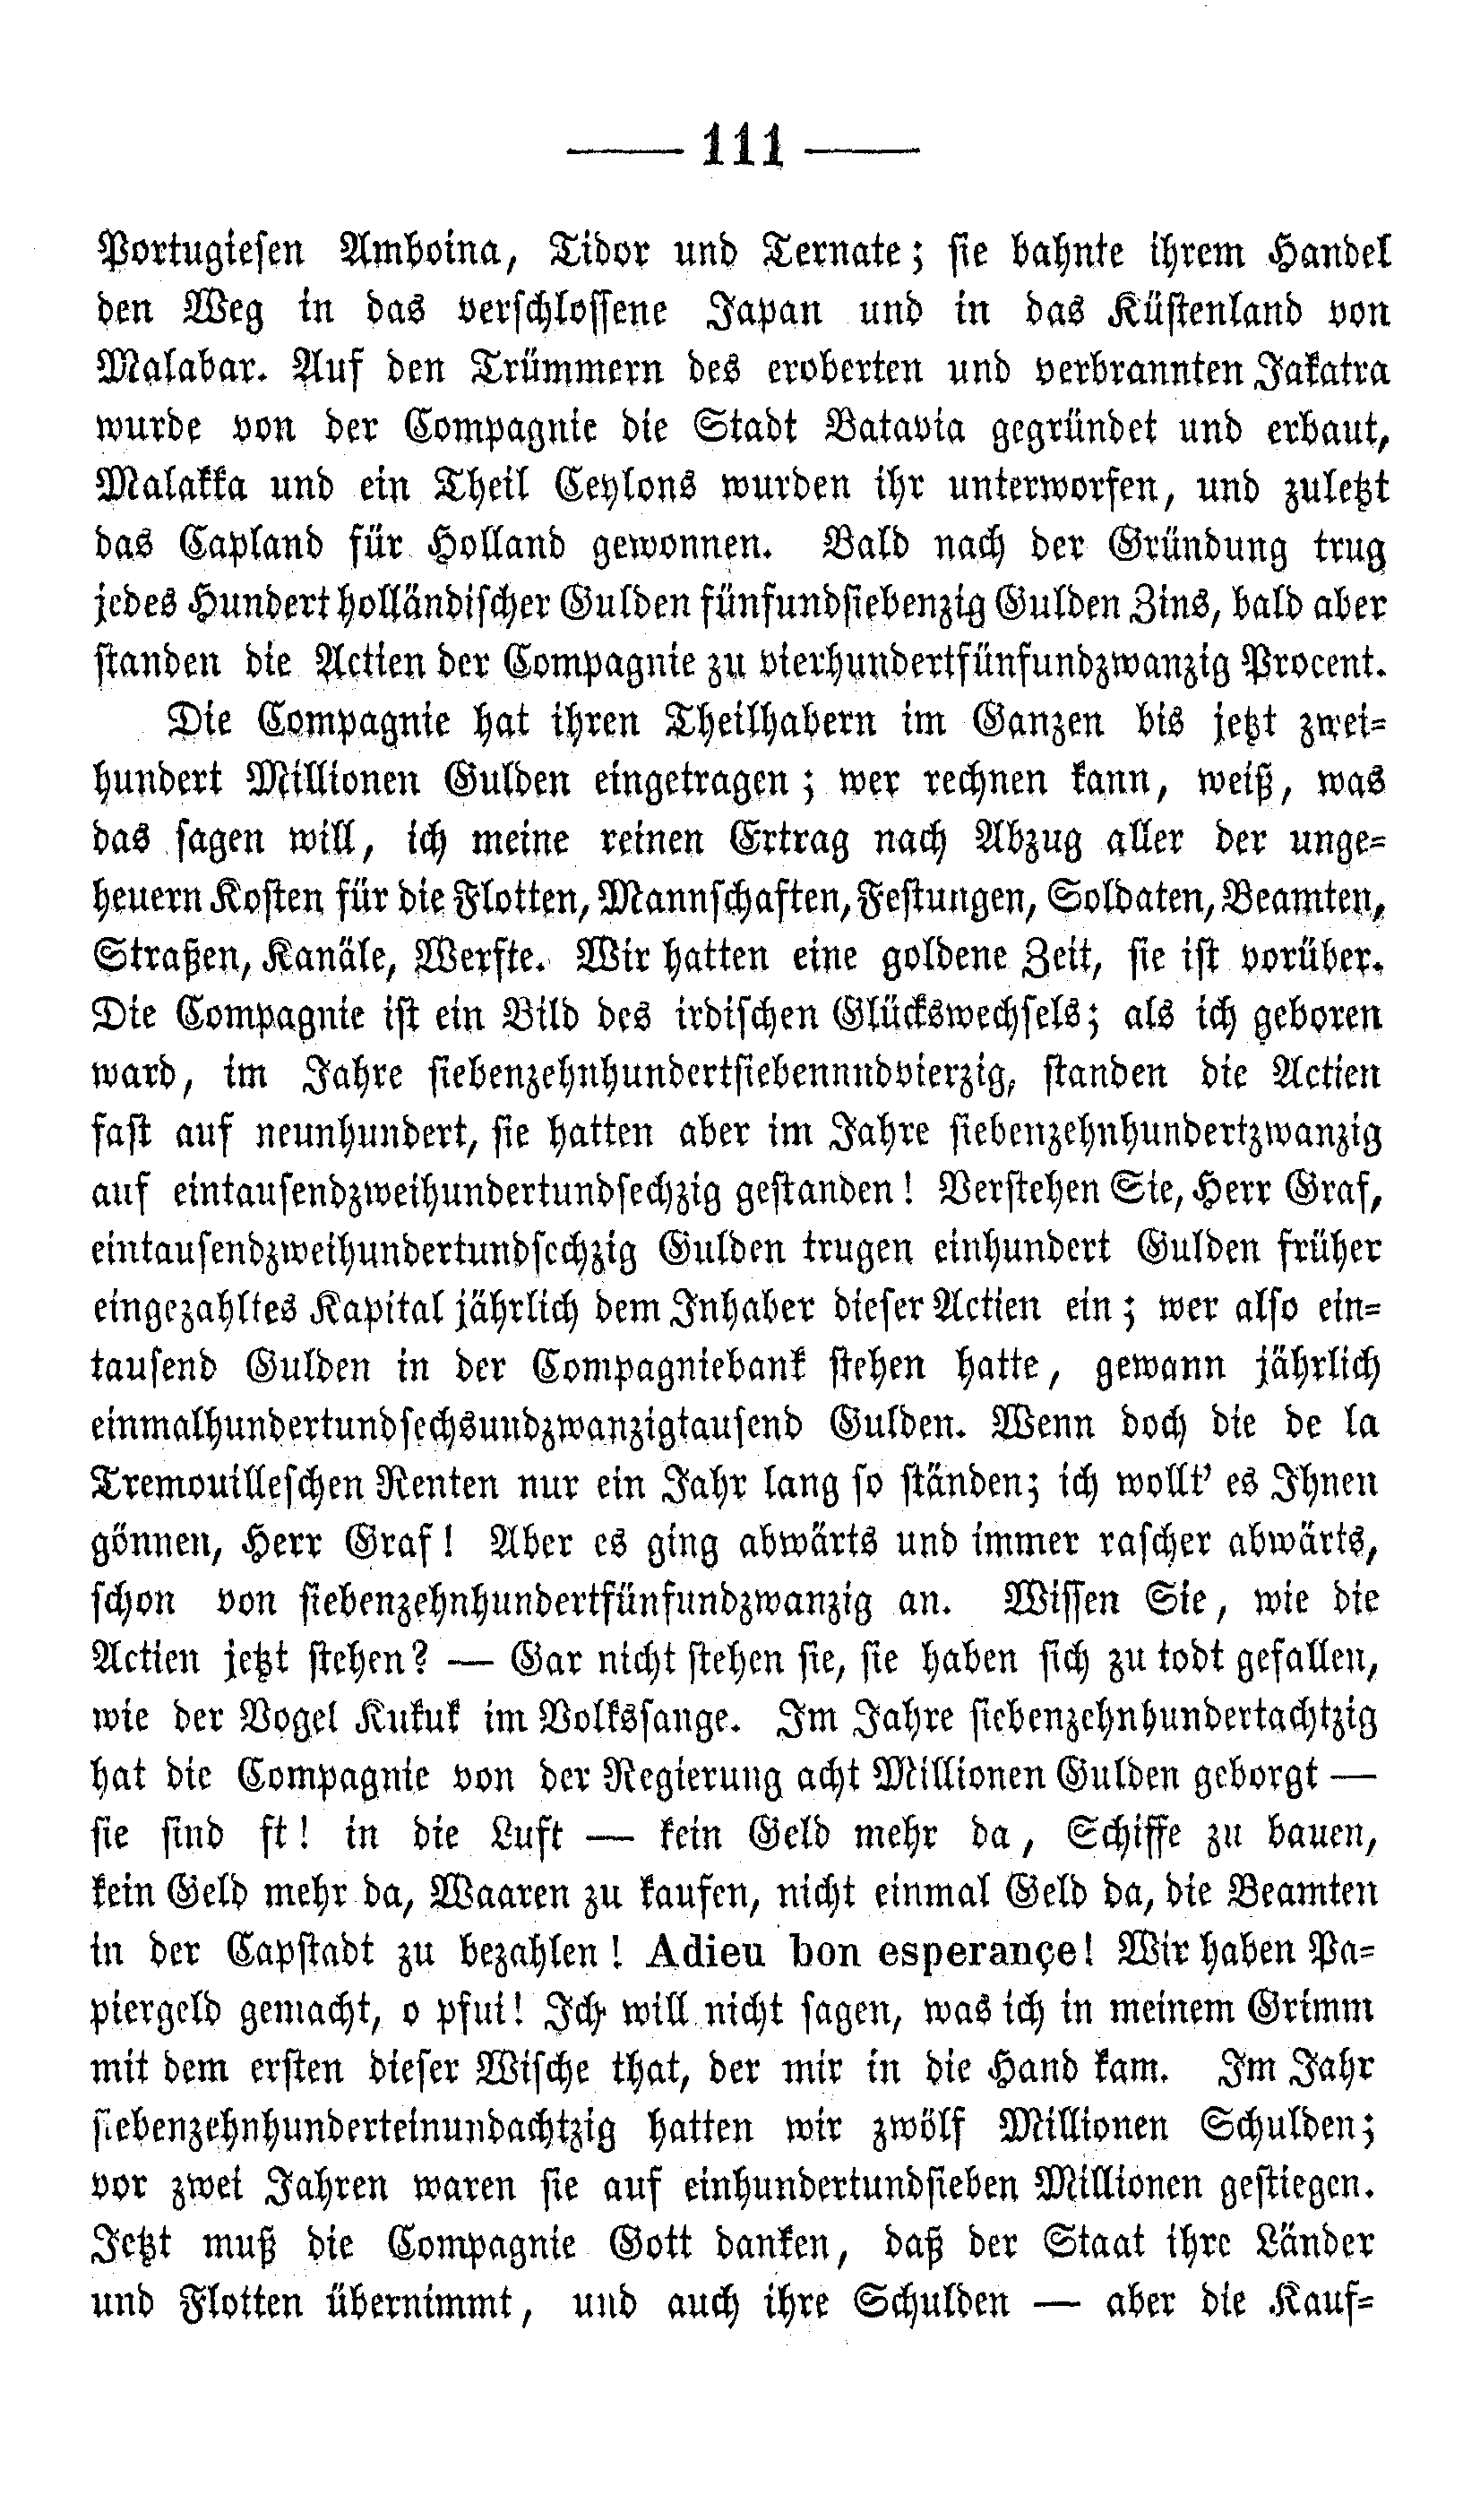 — 111 —
Portugiesen Amboina, Tidor und Ternate; sie bahnte ihrem Handel
den Weg in das verschlossene Japan und in das Küstenland von
Malabar. Auf den Trümmern des eroberten und verbrannten Jakatra
wurde von der Compagnie die Stadt Batavia gegründet und erbaut,
Malakka und ein Theil Ceylons wurden ihr unterworfen, und zuletzt
das Capland für Holland gewonnen. Bald nach der Gründung trug
jedes Hundert holländischer Gulden fünfundsiebenzig Gulden Zins, bald aber
standen die Actien der Compagnie zu vierhundertfünfundzwanzig Procent.
Die Compagnie hat ihren Theilhabern im Ganzen bis jetzt zwei-
hundert Millionen Gulden eingetragen; wer rechnen kann, weiß, was
das sagen will, ich meine reinen Ertrag nach Abzug aller der unge-
heuern Kosten für die Flotten, Mannschaften, Festungen, Soldaten, Beamten,
Straßen, Kanäle, Werfte. Wir hatten eine goldene Zeit, sie ist vorüber.
Die Compagnie ist ein Bild des irdischen Glückswechsels; als ich geboren
ward, im Jahre siebenzehnhundertsiebennndvierzig, standen die Actien
fast auf neunhundert, sie hatten aber im Jahre siebenzehnhundertzwanzig
auf eintausendzweihundertundsechzig gestanden! Verstehen Sie, Herr Graf,
eintausendzweihundertundsechzig Gulden trugen einhundert Gulden früher
eingezahltes Kapital jährlich dem Inhaber dieser Actien ein; wer also ein-
tausend Gulden in der Compagniebank stehen hatte, gewann jährlich
einmalhundertundsechsundzwanzigtausend Gulden. Wenn doch die de la
Tremouilleschen Renten nur ein Jahr lang so ständen; ich wollt' es Ihnen
gönnen, Herr Graf! Aber es ging abwärts und immer rascher abwärts,
schon von siebenzehnhundertfünfundzwanzig an. Wissen Sie, wie die
Actien jetzt stehen? — Gar nicht stehen sie, sie haben sich zu todt gefallen,
wie der Vogel Kukuk im Volkssange. Im Jahre siebenzehnhundertachtzig
hat die Compagnie von der Regierung acht Millionen Gulden geborgt —
sie sind ft! in die Luft — kein Geld mehr da, Schiffe zu bauen,
kein Geld mehr da, Waaren zu kaufen, nicht einmal Geld da, die Beamten
in der Capstadt zu bezahlen! Adieu bon esperançe! Wir haben Pa-
piergeld gemacht, o pfui! Ich will nicht sagen, was ich in meinem Grimm
mit dem ersten dieser Wische that, der mir in die Hand kam. Im Jahr
siebenzehnhunderteinundachtzig hatten wir zwölf Millionen Schulden;
vor zwei Jahren waren sie auf einhundertundsieben Millionen gestiegen.
Jetzt muß die Compagnie Gott danken, daß der Staat ihre Länder
und Flotten übernimmt, und auch ihre Schulden — aber die Kauf-